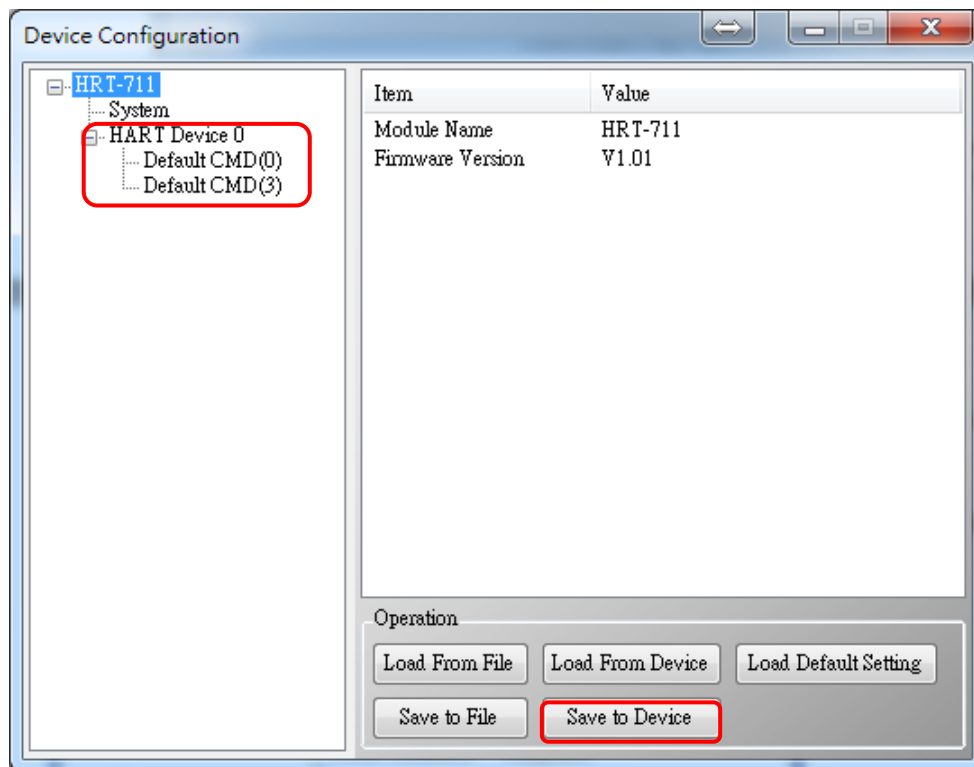 Device Configuration
HRT-711
System
HART Device 0
Default CMD(0)
Default CMD(3)
Item Value
Module Name HRT-711
Firmware Version V1.01
Operation
Load From File Load From Device Load Default Setting
Save to File Save to Device